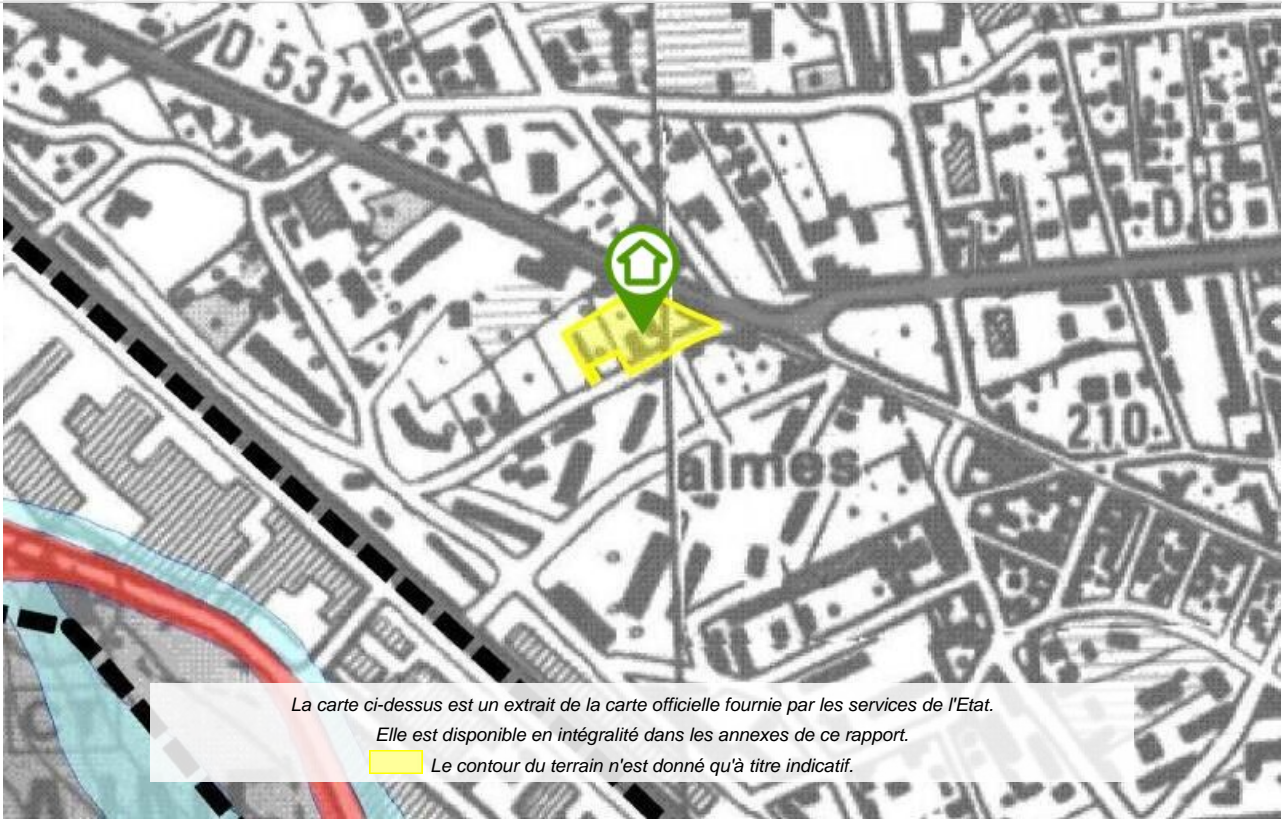 D 531
D 6
210
almes
La carte ci-dessus est un extrait de la carte officielle fournie par les services de l'Etat.
Elle est disponible en intégralité dans les annexes de ce rapport.
Le contour du terrain n'est donné qu'à titre indicatif.